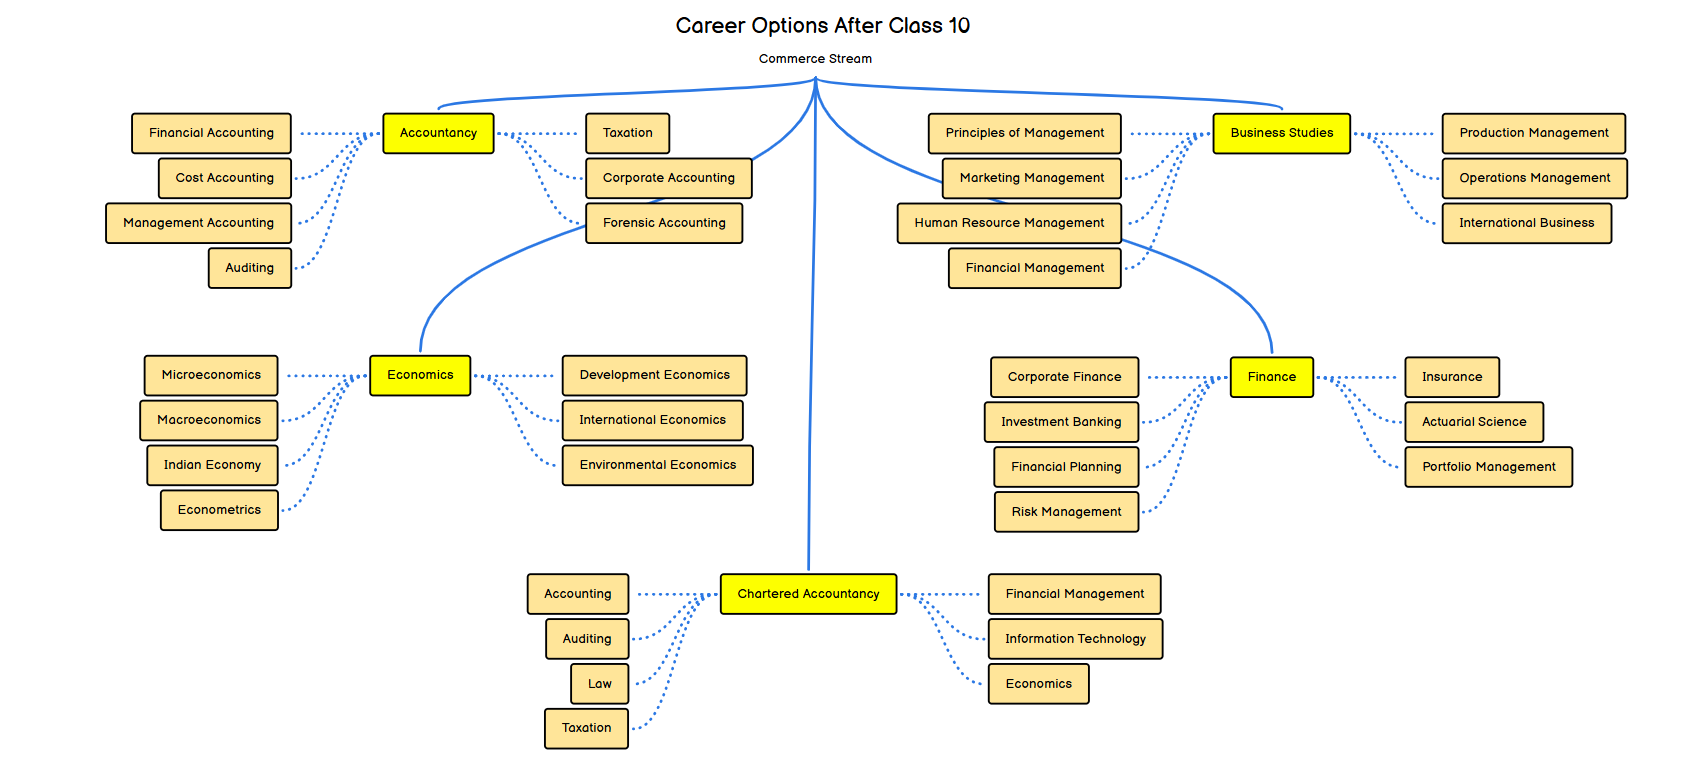 Career Options After Class 10
Commerce Stream
Financial Accounting
Cost Accounting
Management Accounting
Auditing
Accountancy
Taxation
Corporate Accounting
Forensic Accounting
Principles of Management
Marketing Management
Human Resource Management
Financial Management
Business Studies
Production Management
Operations Management
International Business
Microeconomics
Macroeconomics
Indian Economy
Econometrics
Economics
Development Economics
International Economics
Environmental Economics
Corporate Finance
Investment Banking
Financial Planning
Risk Management
Finance
Insurance
Actuarial Science
Portfolio Management
Accounting
Auditing
Law
Taxation
Chartered Accountancy
Financial Management
Information Technology
Economics